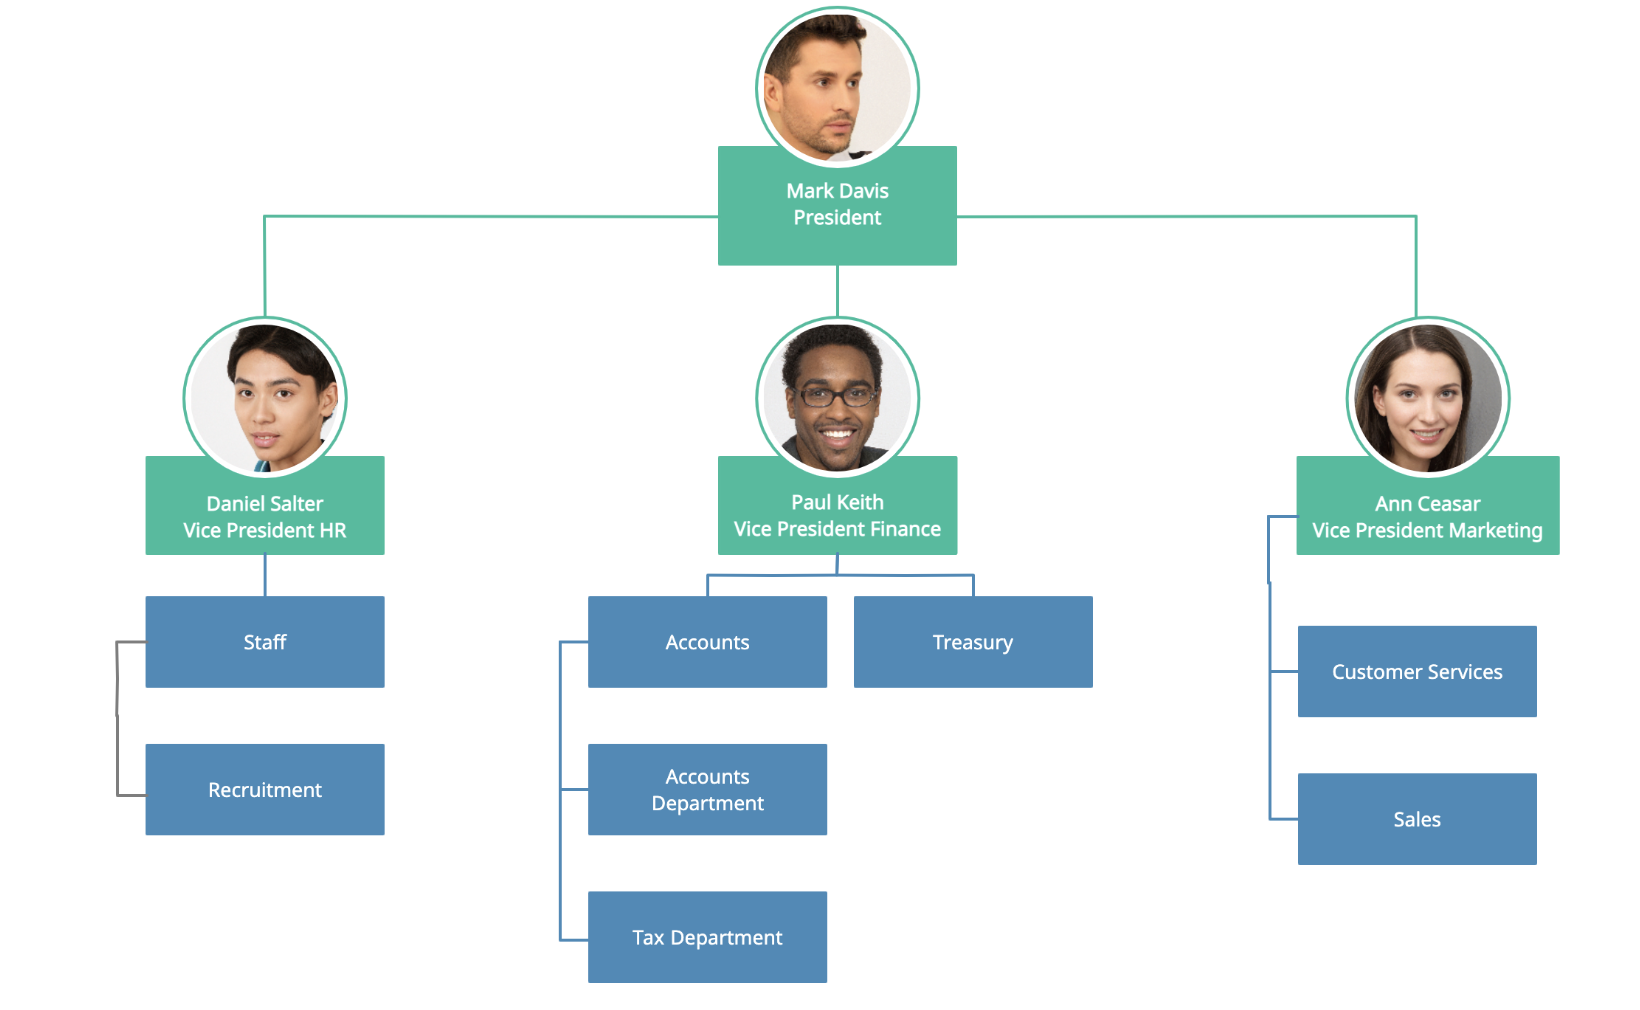 Mark Davis
President
Daniel Salter
Vice President HR
Paul Keith
Vice President Finance
Ann Ceasar
Vice President Marketing
Staff
Recruitment
Accounts
Treasury
Accounts
Department
Tax Department
Customer Services
Sales